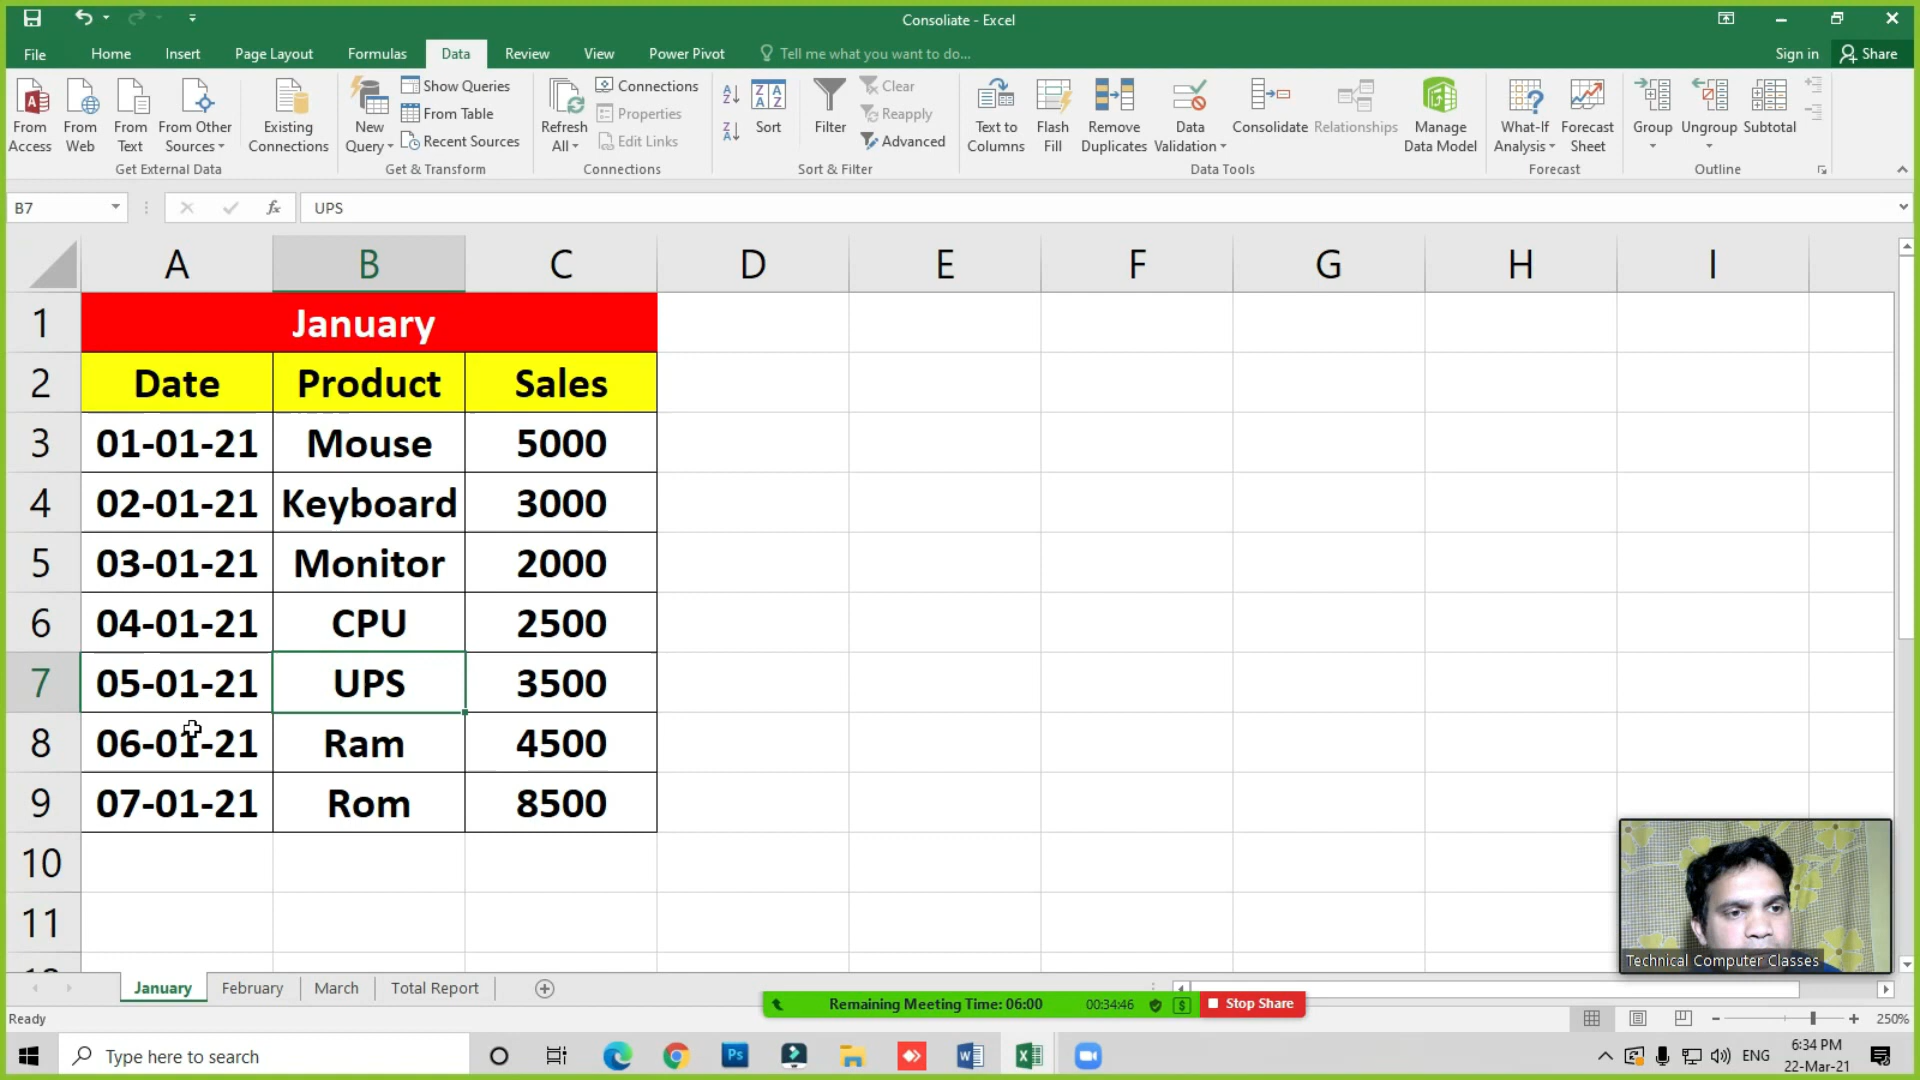 Consoliate - Excel
File Home Insert Page Layout Formulas Data Review View Power Pivot Tell me what you want to do... Sign in Share
From Access
From Web
From Text
From Other Sources
Existing Connections
Get External Data
New Query
Show Queries
From Table
Recent Sources
Get & Transform
Refresh All
Connections
Properties
Edit Links
Connections
Sort
Filter
Clear
Reapply
Advanced
Sort & Filter
Text to Columns
Flash Fill
Remove Duplicates
Data Validation
Consolidate
Relationships
Manage Data Model
Data Tools
What-If Analysis
Forecast Sheet
Forecast
Group
Ungroup
Subtotal
Outline
B7 fx UPS
A B C D E F G H I
1 January
2 Date Product Sales
3 01-01-21 Mouse 5000
4 02-01-21 Keyboard 3000
5 03-01-21 Monitor 2000
6 04-01-21 CPU 2500
7 05-01-21 UPS 3500
8 06-01-21 Ram 4500
9 07-01-21 Rom 8500
10
11
Technical Computer Classes
January February March Total Report
Remaining Meeting Time: 06:00 00:34:46 Stop Share
Ready 250%
Type here to search
ENG
6:34 PM
22-Mar-21